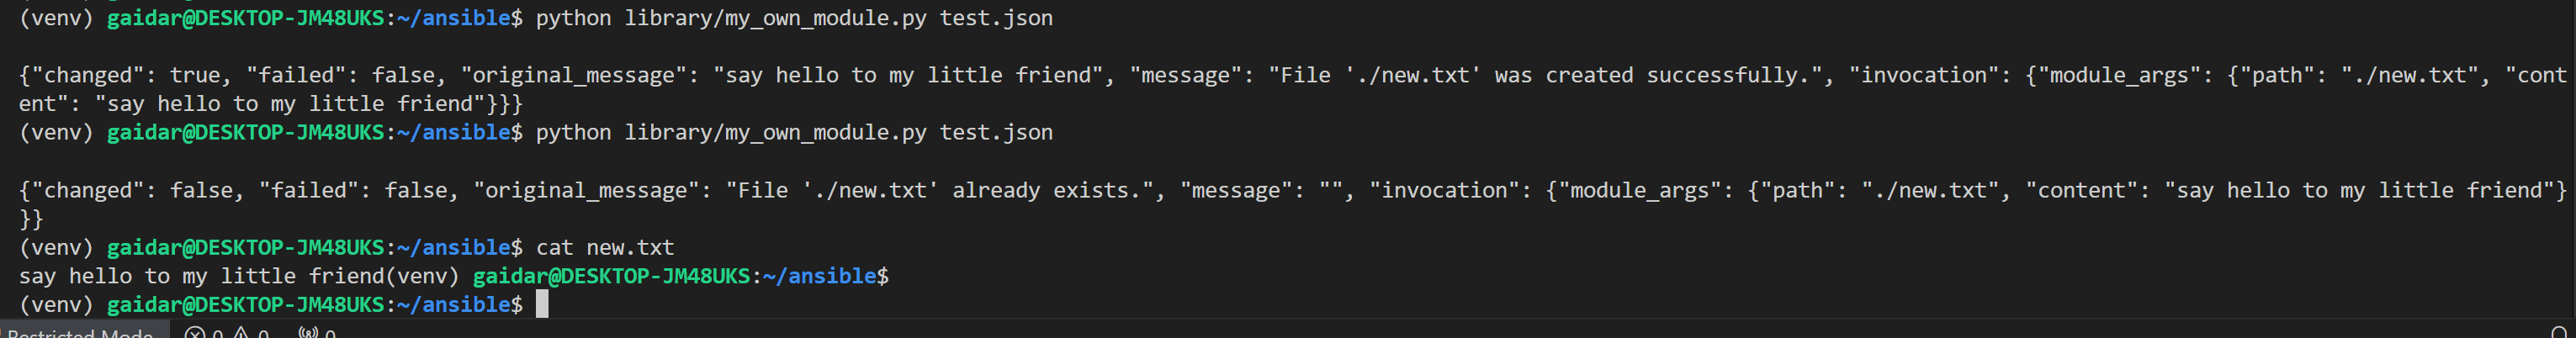 (venv) gaidar@DESKTOP-JM48UKS:~/ansible$ python library/my_own_module.py test.json
{"changed": true, "failed": false, "original_message": "say hello to my little friend", "message": "File './new.txt' was created successfully.", "invocation": {"module_args": {"path": "./new.txt", "cont
ent": "say hello to my little friend"}}}
(venv) gaidar@DESKTOP-JM48UKS:~/ansible$ python library/my_own_module.py test.json
{"changed": false, "failed": false, "original_message": "File './new.txt' already exists.", "message": "", "invocation": {"module_args": {"path": "./new.txt", "content": "say hello to my little friend"}
}}
(venv) gaidar@DESKTOP-JM48UKS:~/ansible$ cat new.txt
say hello to my little friend(venv) gaidar@DESKTOP-JM48UKS:~/ansible$
(venv) gaidar@DESKTOP-JM48UKS:~/ansible$
Restricted Mode 0 0 0